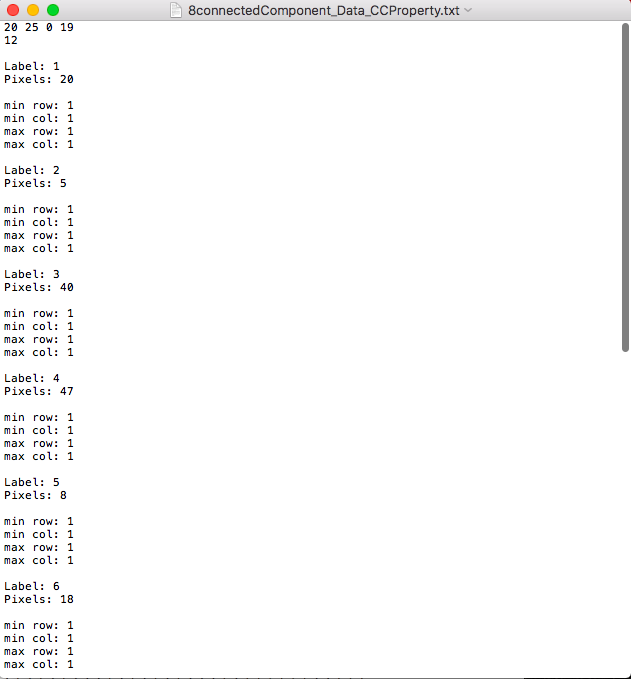 8connectedComponent_Data_CCProperty.txt
20 25 0 19
12
Label: 1
Pixels: 20
min row: 1
min col: 1
max row: 1
max col: 1
Label: 2
Pixels: 5
min row: 1
min col: 1
max row: 1
max col: 1
Label: 3
Pixels: 40
min row: 1
min col: 1
max row: 1
max col: 1
Label: 4
Pixels: 47
min row: 1
min col: 1
max row: 1
max col: 1
Label: 5
Pixels: 8
min row: 1
min col: 1
max row: 1
max col: 1
Label: 6
Pixels: 18
min row: 1
min col: 1
max row: 1
max col: 1